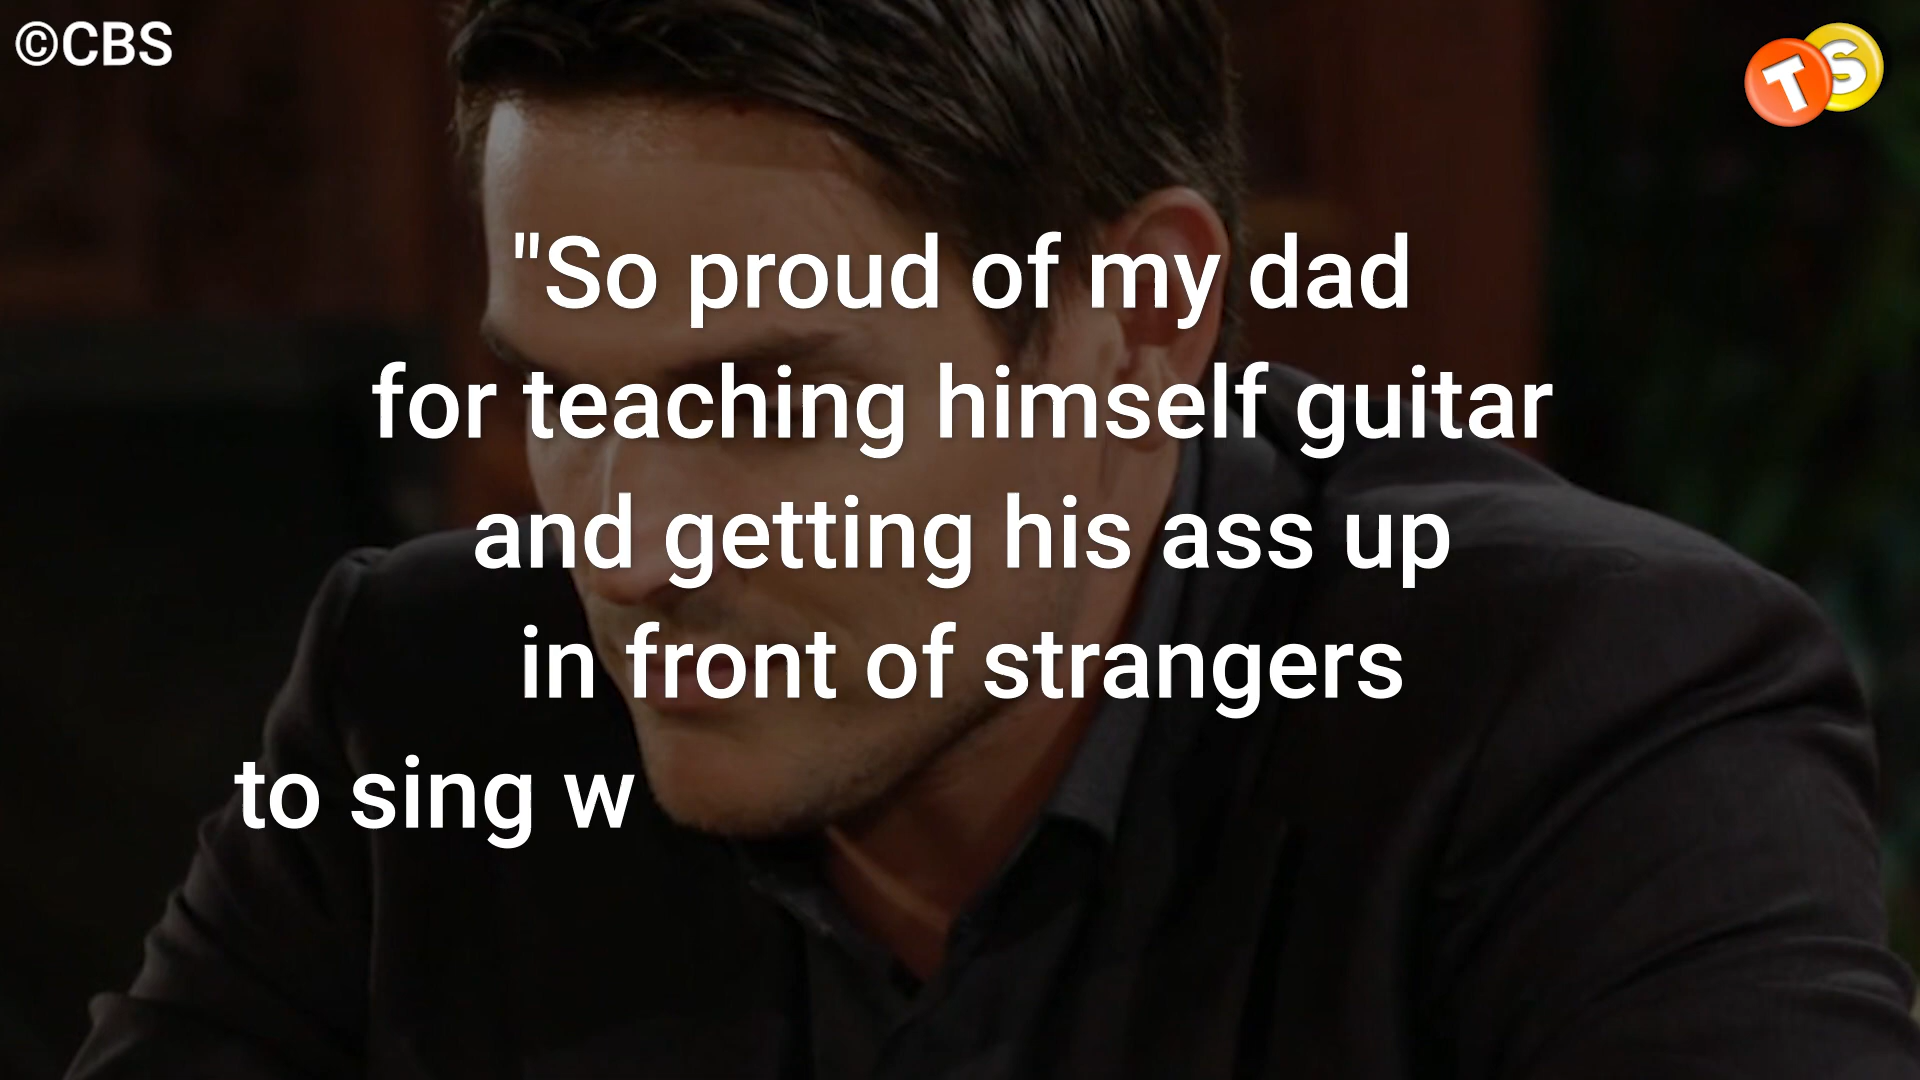 ©CBS
TS
"So proud of my dad
for teaching himself guitar
and getting his ass up
in front of strangers
to sing w